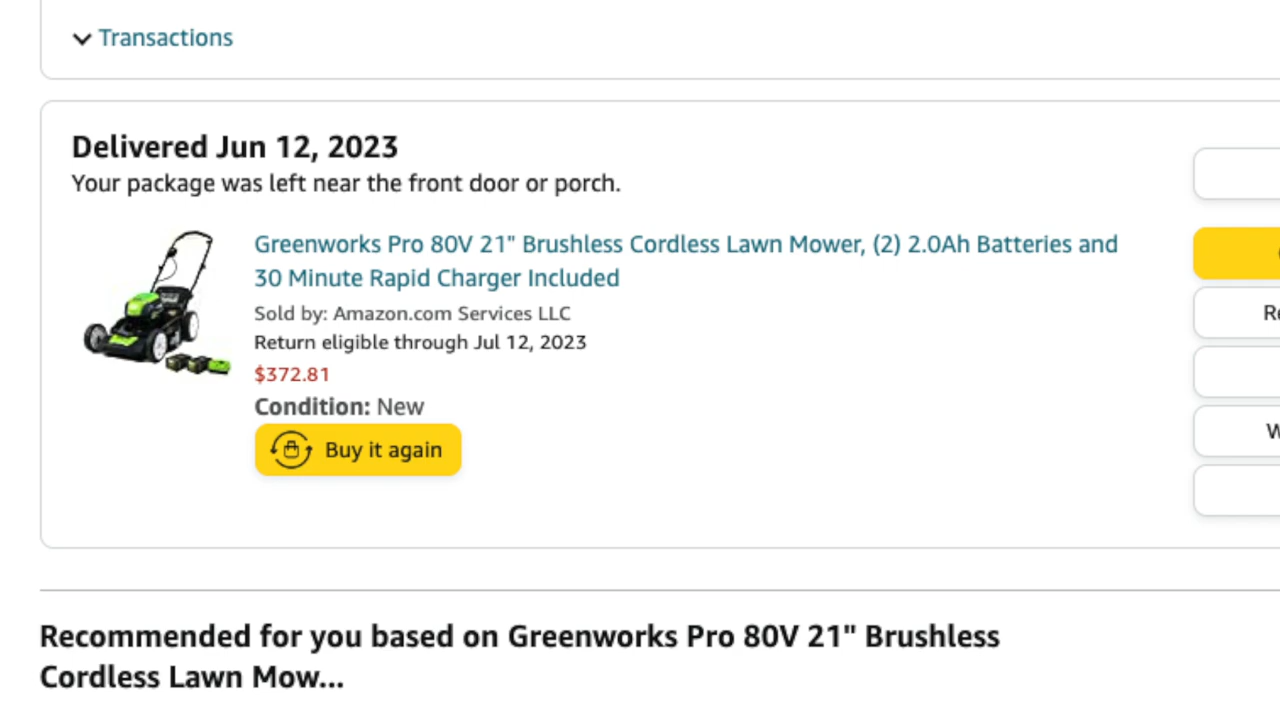 Transactions
Delivered Jun 12, 2023
Your package was left near the front door or porch.
Greenworks Pro 80V 21" Brushless Cordless Lawn Mower, (2) 2.0Ah Batteries and
30 Minute Rapid Charger Included
Sold by: Amazon.com Services LLC
Return eligible through Jul 12, 2023
$372.81
Condition: New
Buy it again
Re
W
Recommended for you based on Greenworks Pro 80V 21" Brushless
Cordless Lawn Mow...